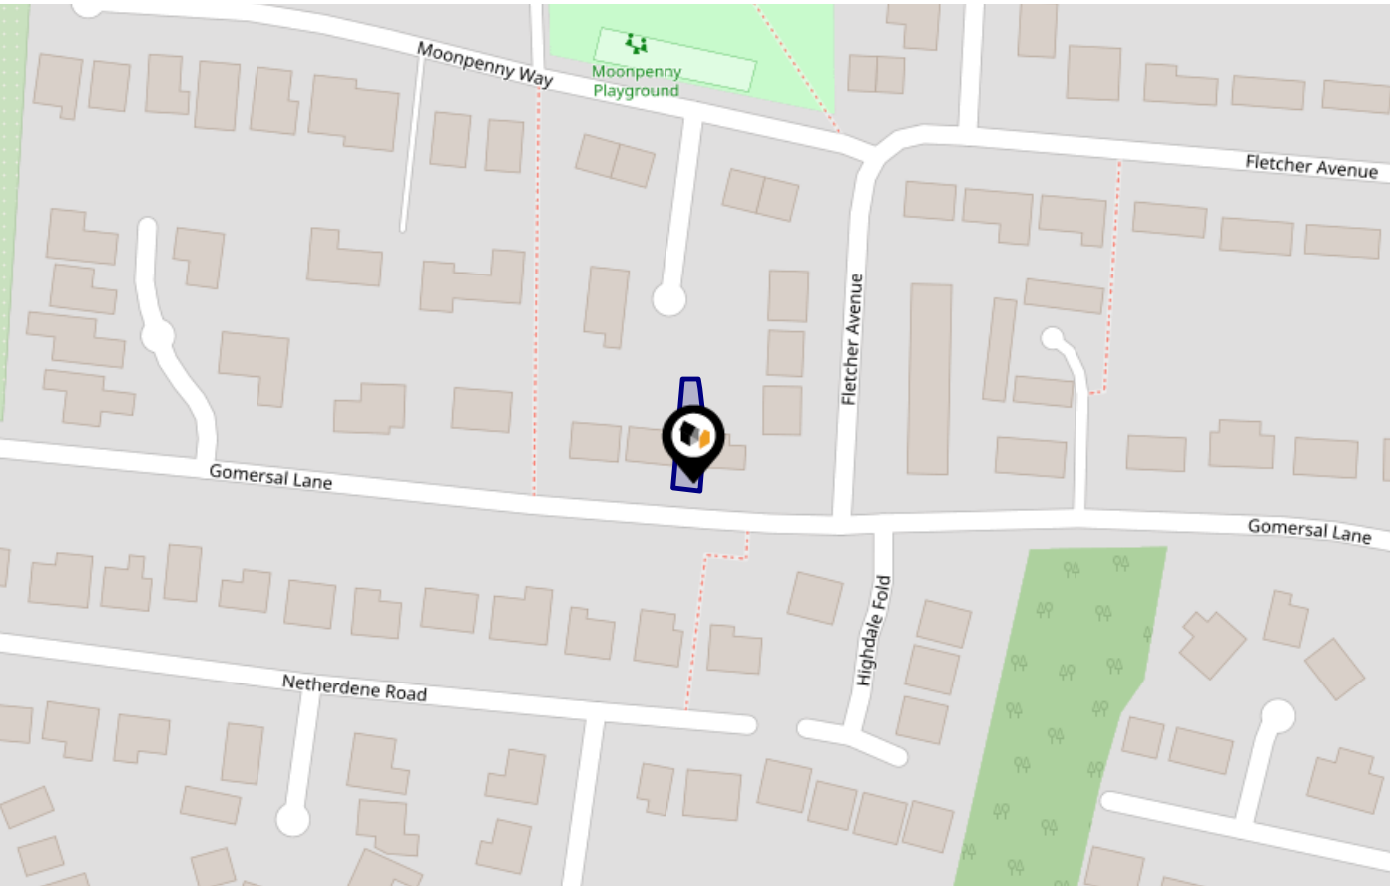 Moonpenny Way
Moonpenny
Playground
Fletcher Avenue
Fletcher Avenue
Gomersal Lane
Gomersal Lane
Highdale Fold
Netherdene Road